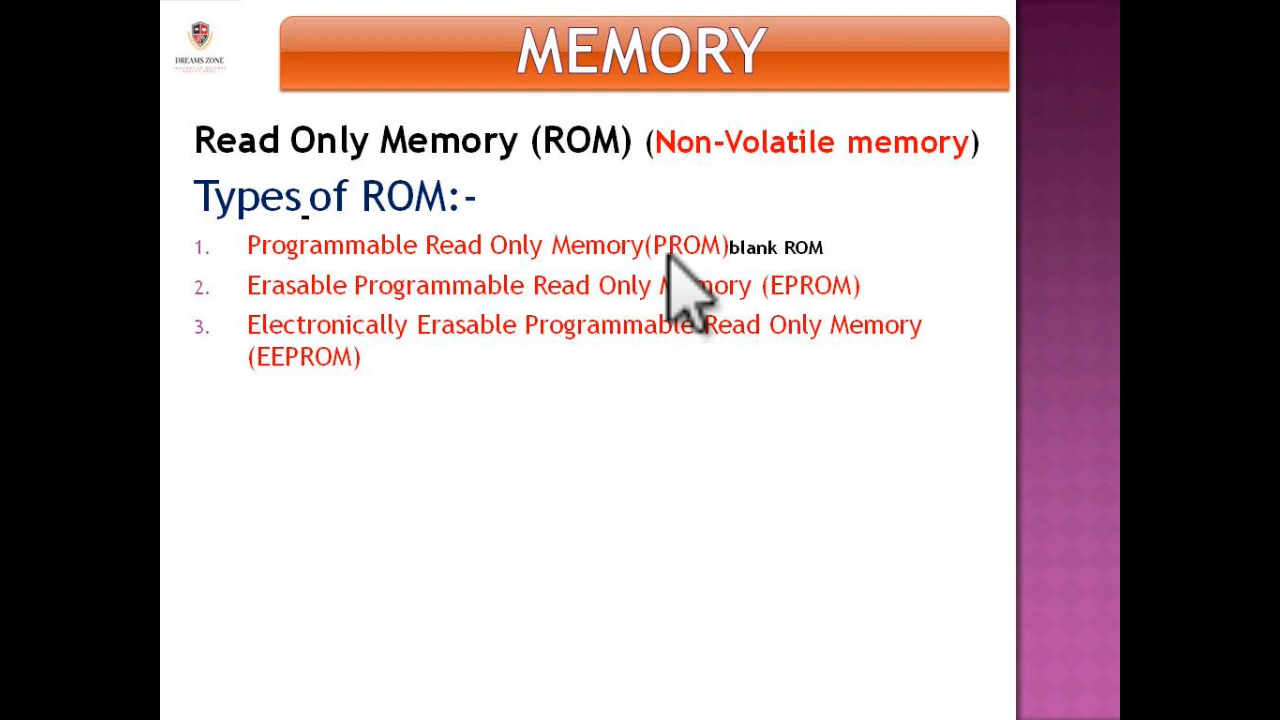 MEMORY
DREAMS ZONE
Read Only Memory (ROM) (Non-Volatile memory)
Types of ROM:-
1. Programmable Read Only Memory(PROM)blank ROM
2. Erasable Programmable Read Only Memory (EPROM)
3. Electronically Erasable Programmable Read Only Memory
(EEPROM)